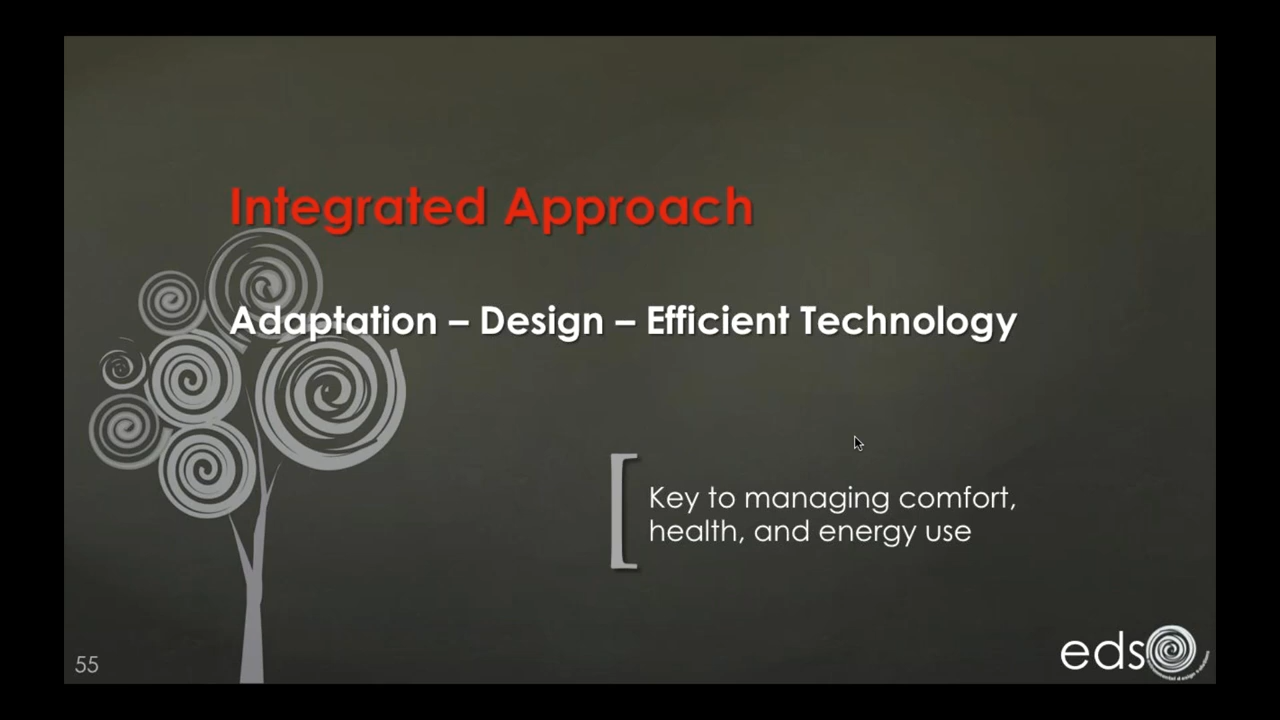 Integrated Approach
Adaptation – Design – Efficient Technology
Key to managing comfort,
health, and energy use
55
eds